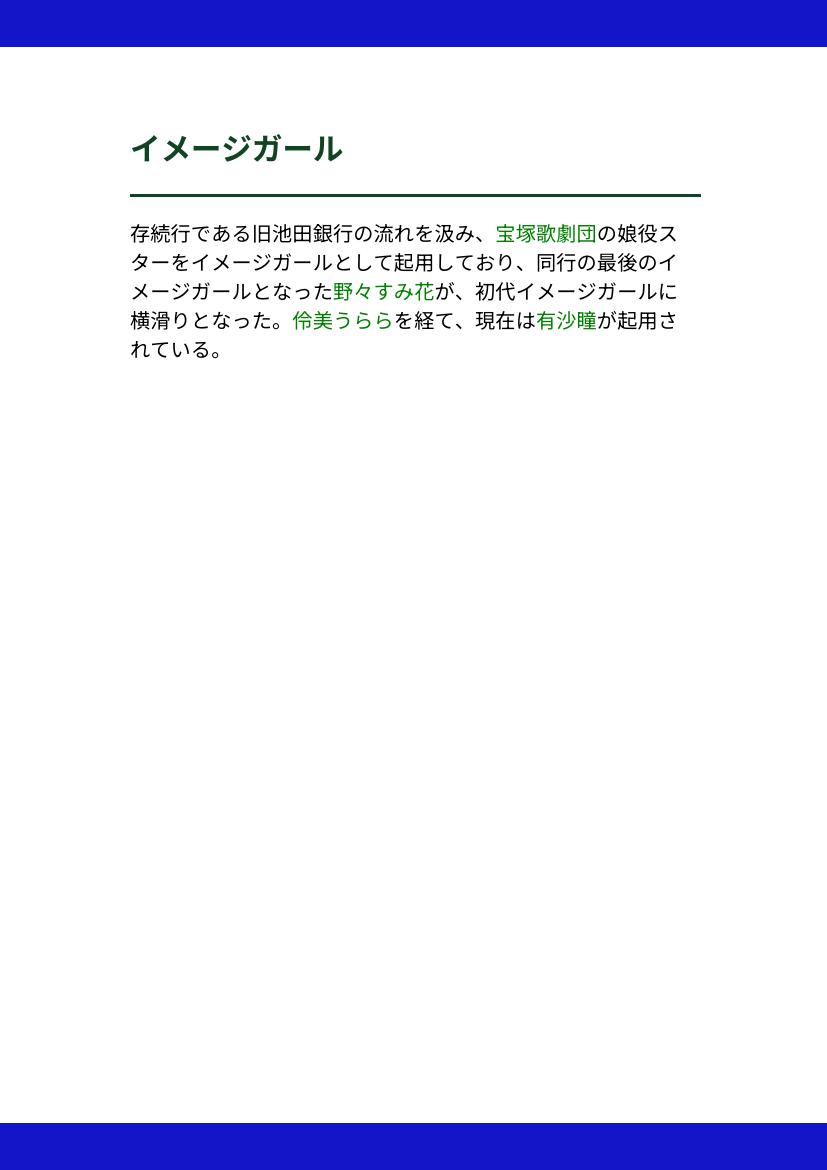 イメージガール
存続行である旧池田銀行の流れを汲み、宝塚歌劇団の娘役ス
ターをイメージガールとして起用しており、同行の最後のイ
メージガールとなった野々すみ花が、初代イメージガールに
横滑りとなった。伶美うららを経て、現在は有沙瞳が起用さ
れている。